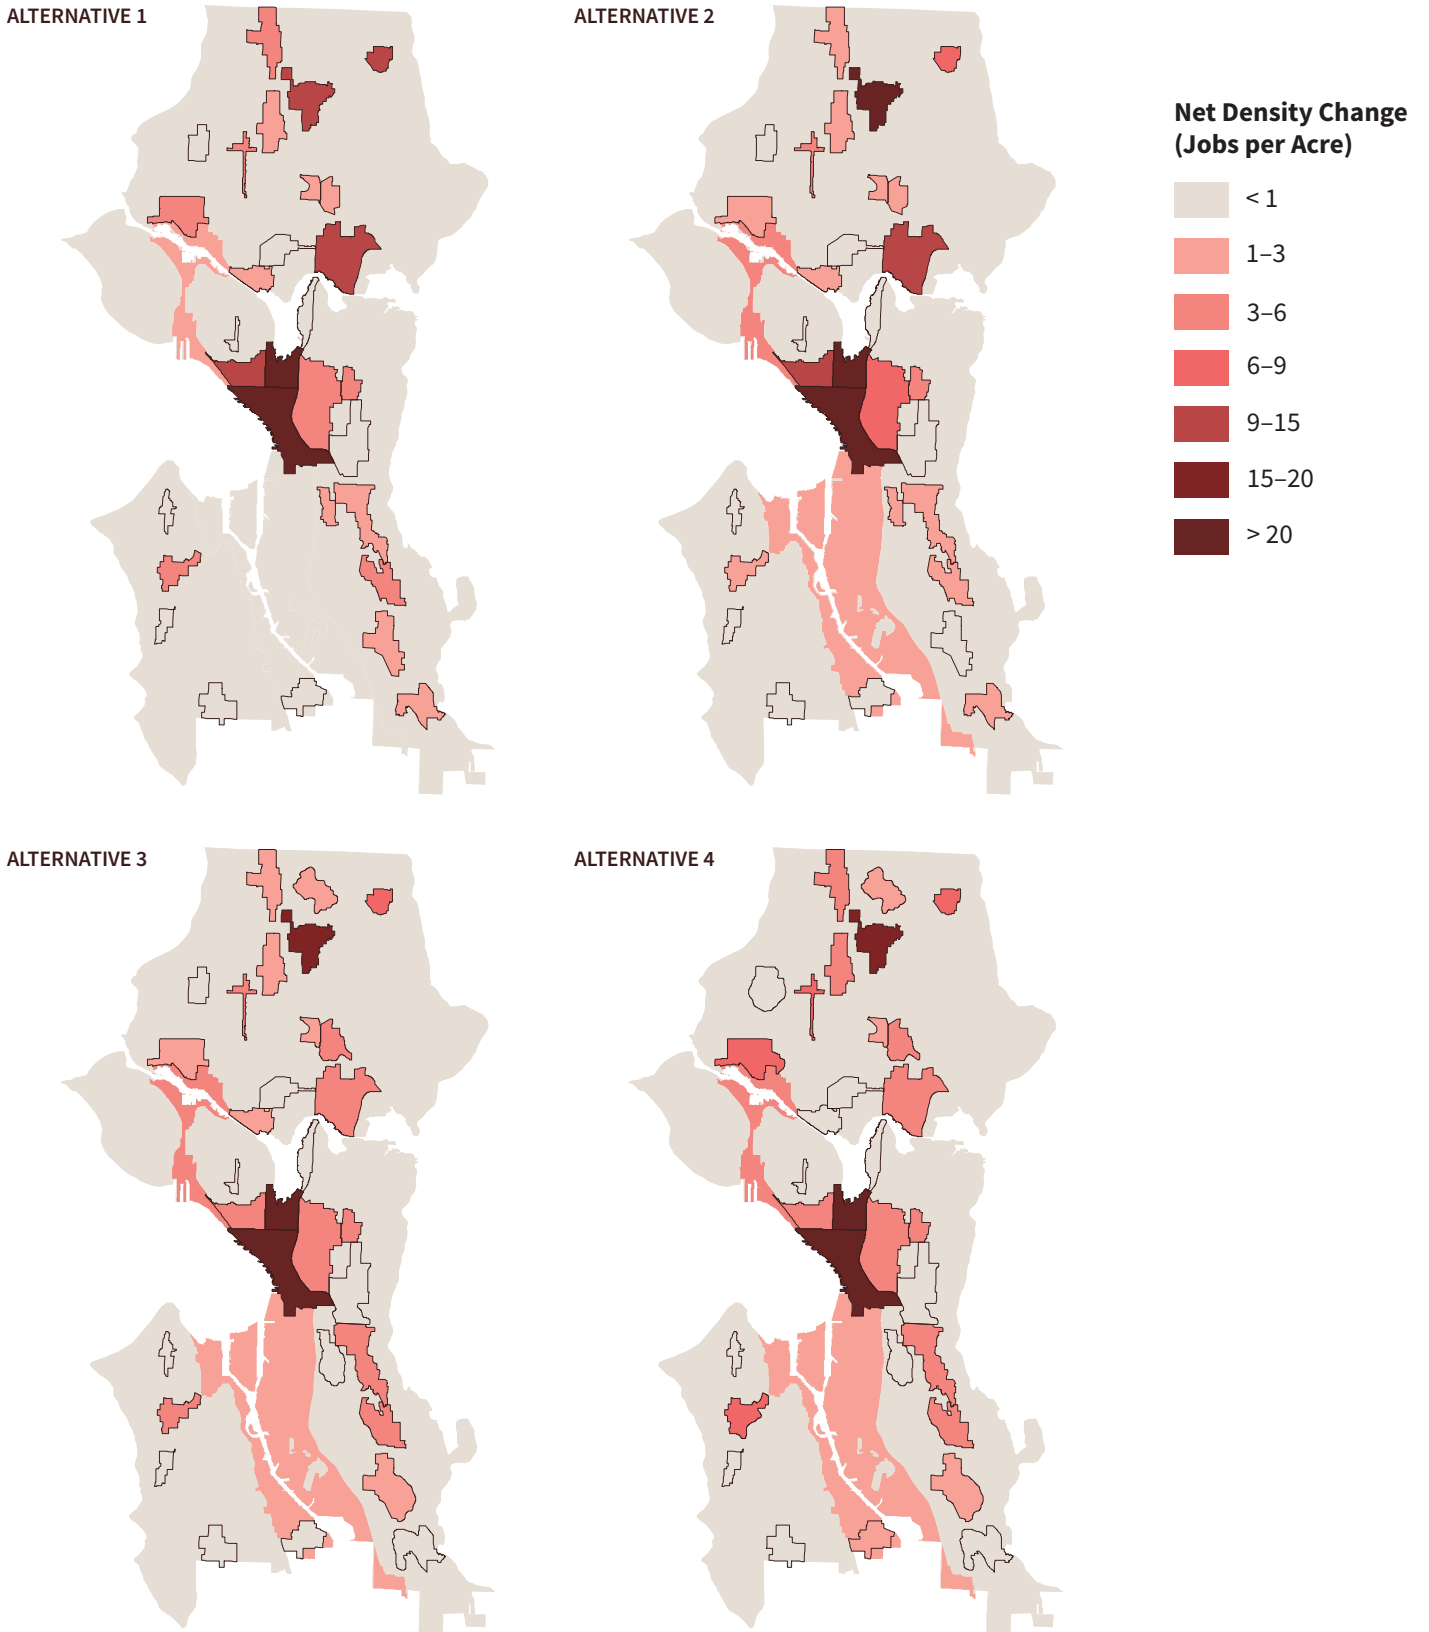 ALTERNATIVE 1
ALTERNATIVE 2
Net Density Change
(Jobs per Acre)
< 1
1–3
3–6
6–9
9–15
15–20
> 20
ALTERNATIVE 3
ALTERNATIVE 4